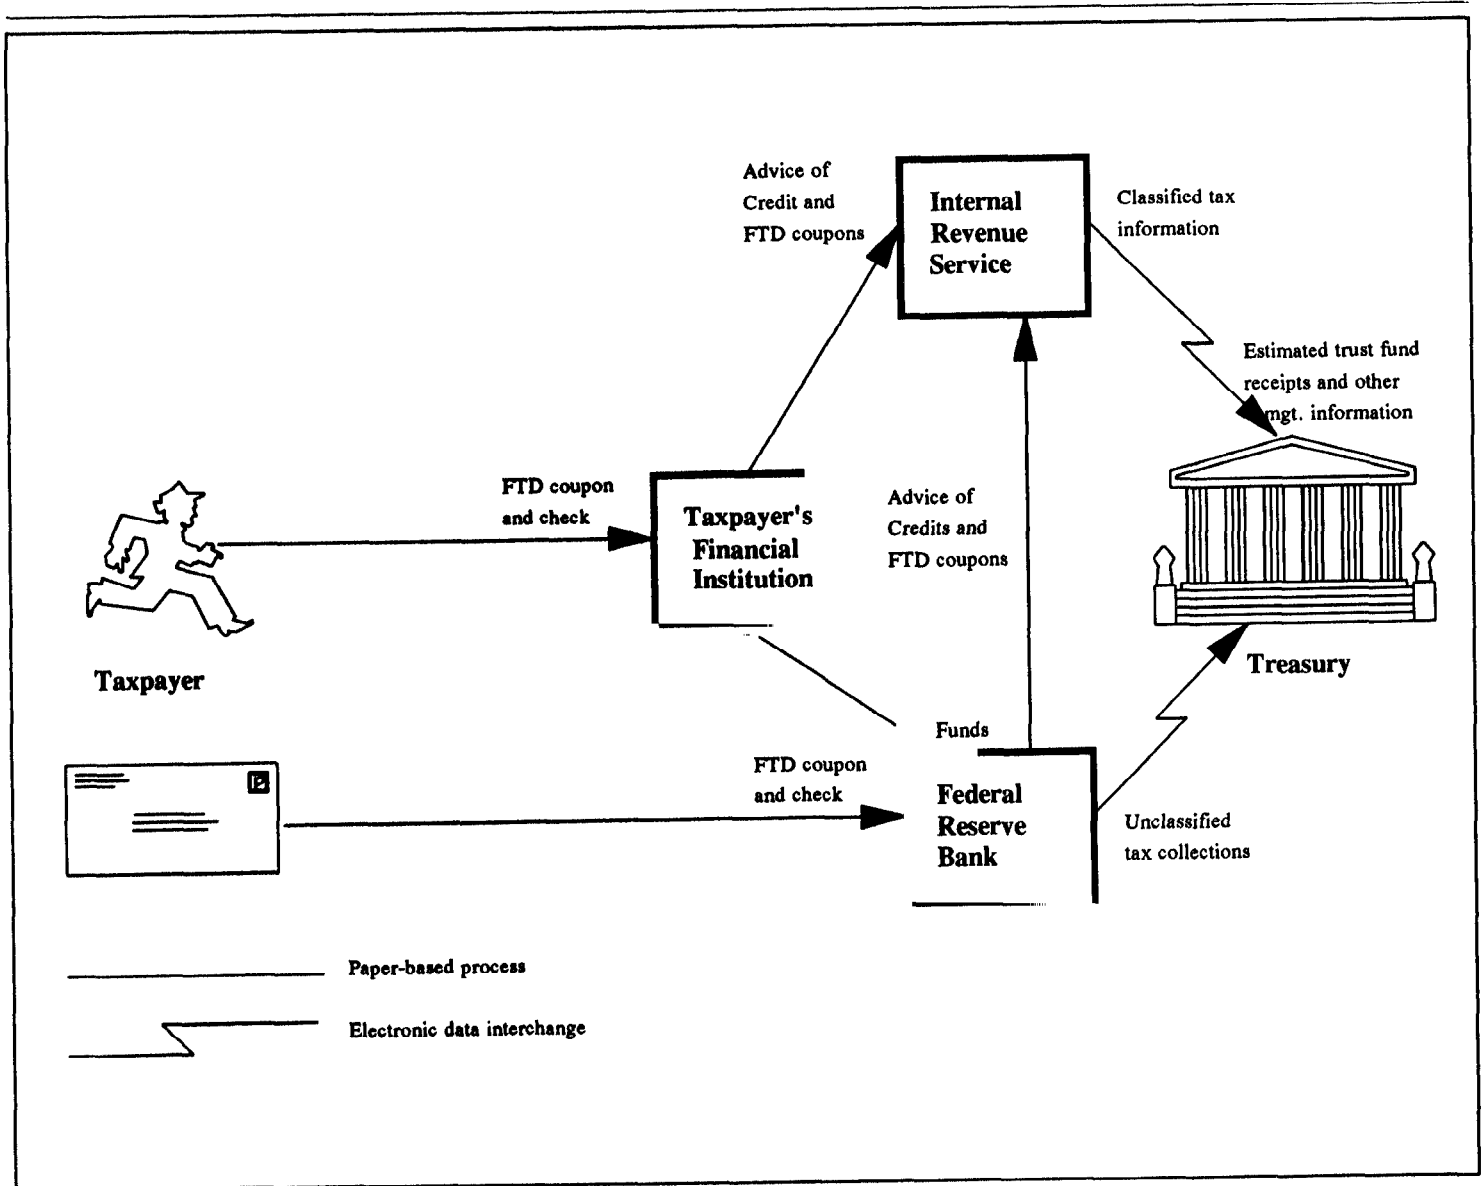 Advice of
Credit and
FTD coupons
Internal
Revenue
Service
Classified tax
information
Estimated trust fund
receipts and other
mgt. information
FTD coupon
and check
Taxpayer's
Financial
Institution
Advice of
Credits and
FTD coupons
Taxpayer
Treasury
Funds
FTD coupon
and check
Federal
Reserve
Bank
Unclassified
tax collections
Paper-based process
Electronic data interchange